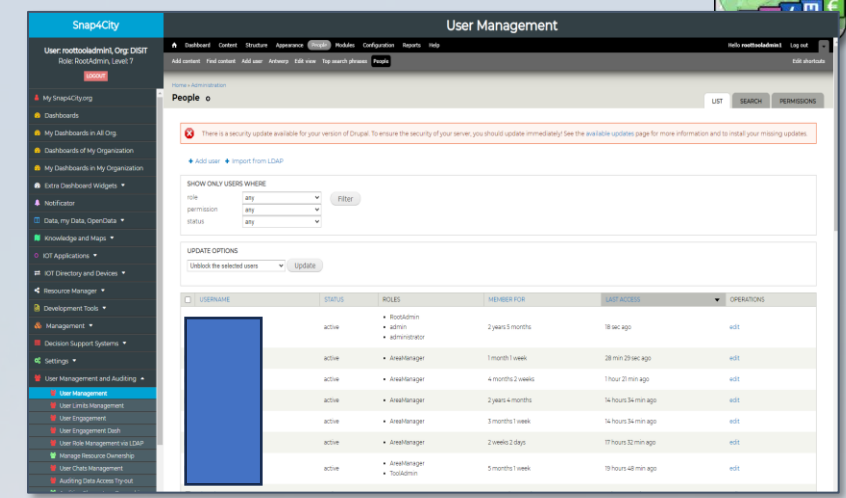 Snap4City
User Management
User: roottooladmin1, Org: DISIT
Role: RootAdmin, Level: 7
LOGOUT
Dashboard Content Structure Appearance People Modules Configuration Reports Help
Hello roottooladmin1 Log out
Add content Find content Add user Antwerp Edit view Top search phrases People
Edit shortcuts
Home » Administration
People
LIST SEARCH PERMISSIONS
There is a security update available for your version of Drupal. To ensure the security of your server, you should update immediately! See the available updates page for more information and to install your missing updates.
+ Add user + Import from LDAP
SHOW ONLY USERS WHERE
role any Filter
permission any
status any
UPDATE OPTIONS
Unblock the selected users Update
USERNAME STATUS ROLES MEMBER FOR LAST ACCESS OPERATIONS
• RootAdmin
active • admin 2 years 5 months 18 sec ago edit
• administrator
active • AreaManager 1 month 1 week 28 min 29 sec ago edit
active • AreaManager 4 months 2 weeks 1 hour 21 min ago edit
active • AreaManager 2 years 4 months 14 hours 34 min ago edit
active • AreaManager 3 months 1 week 14 hours 54 min ago edit
active • AreaManager 2 weeks 2 days 17 hours 32 min ago edit
• AreaManager
active • ToolAdmin 5 months 1 week 19 hours 48 min ago edit
My Snap4City.org
Dashboards
My Dashboards in All Org.
Dashboards of My Organization
My Dashboards in My Organization
Extra Dashboard Widgets
Notificator
Data, my Data, OpenData
Knowledge and Maps
IOT Applications
IOT Directory and Devices
Resource Manager
Development Tools
Management
Decision Support Systems
Settings
User Management and Auditing
User Management
User Limits Management
User Engagement
User Engagement Dash
User Role Management via LDAP
Manage Resource Ownership
User Chats Management
Auditing Data Access Try-out